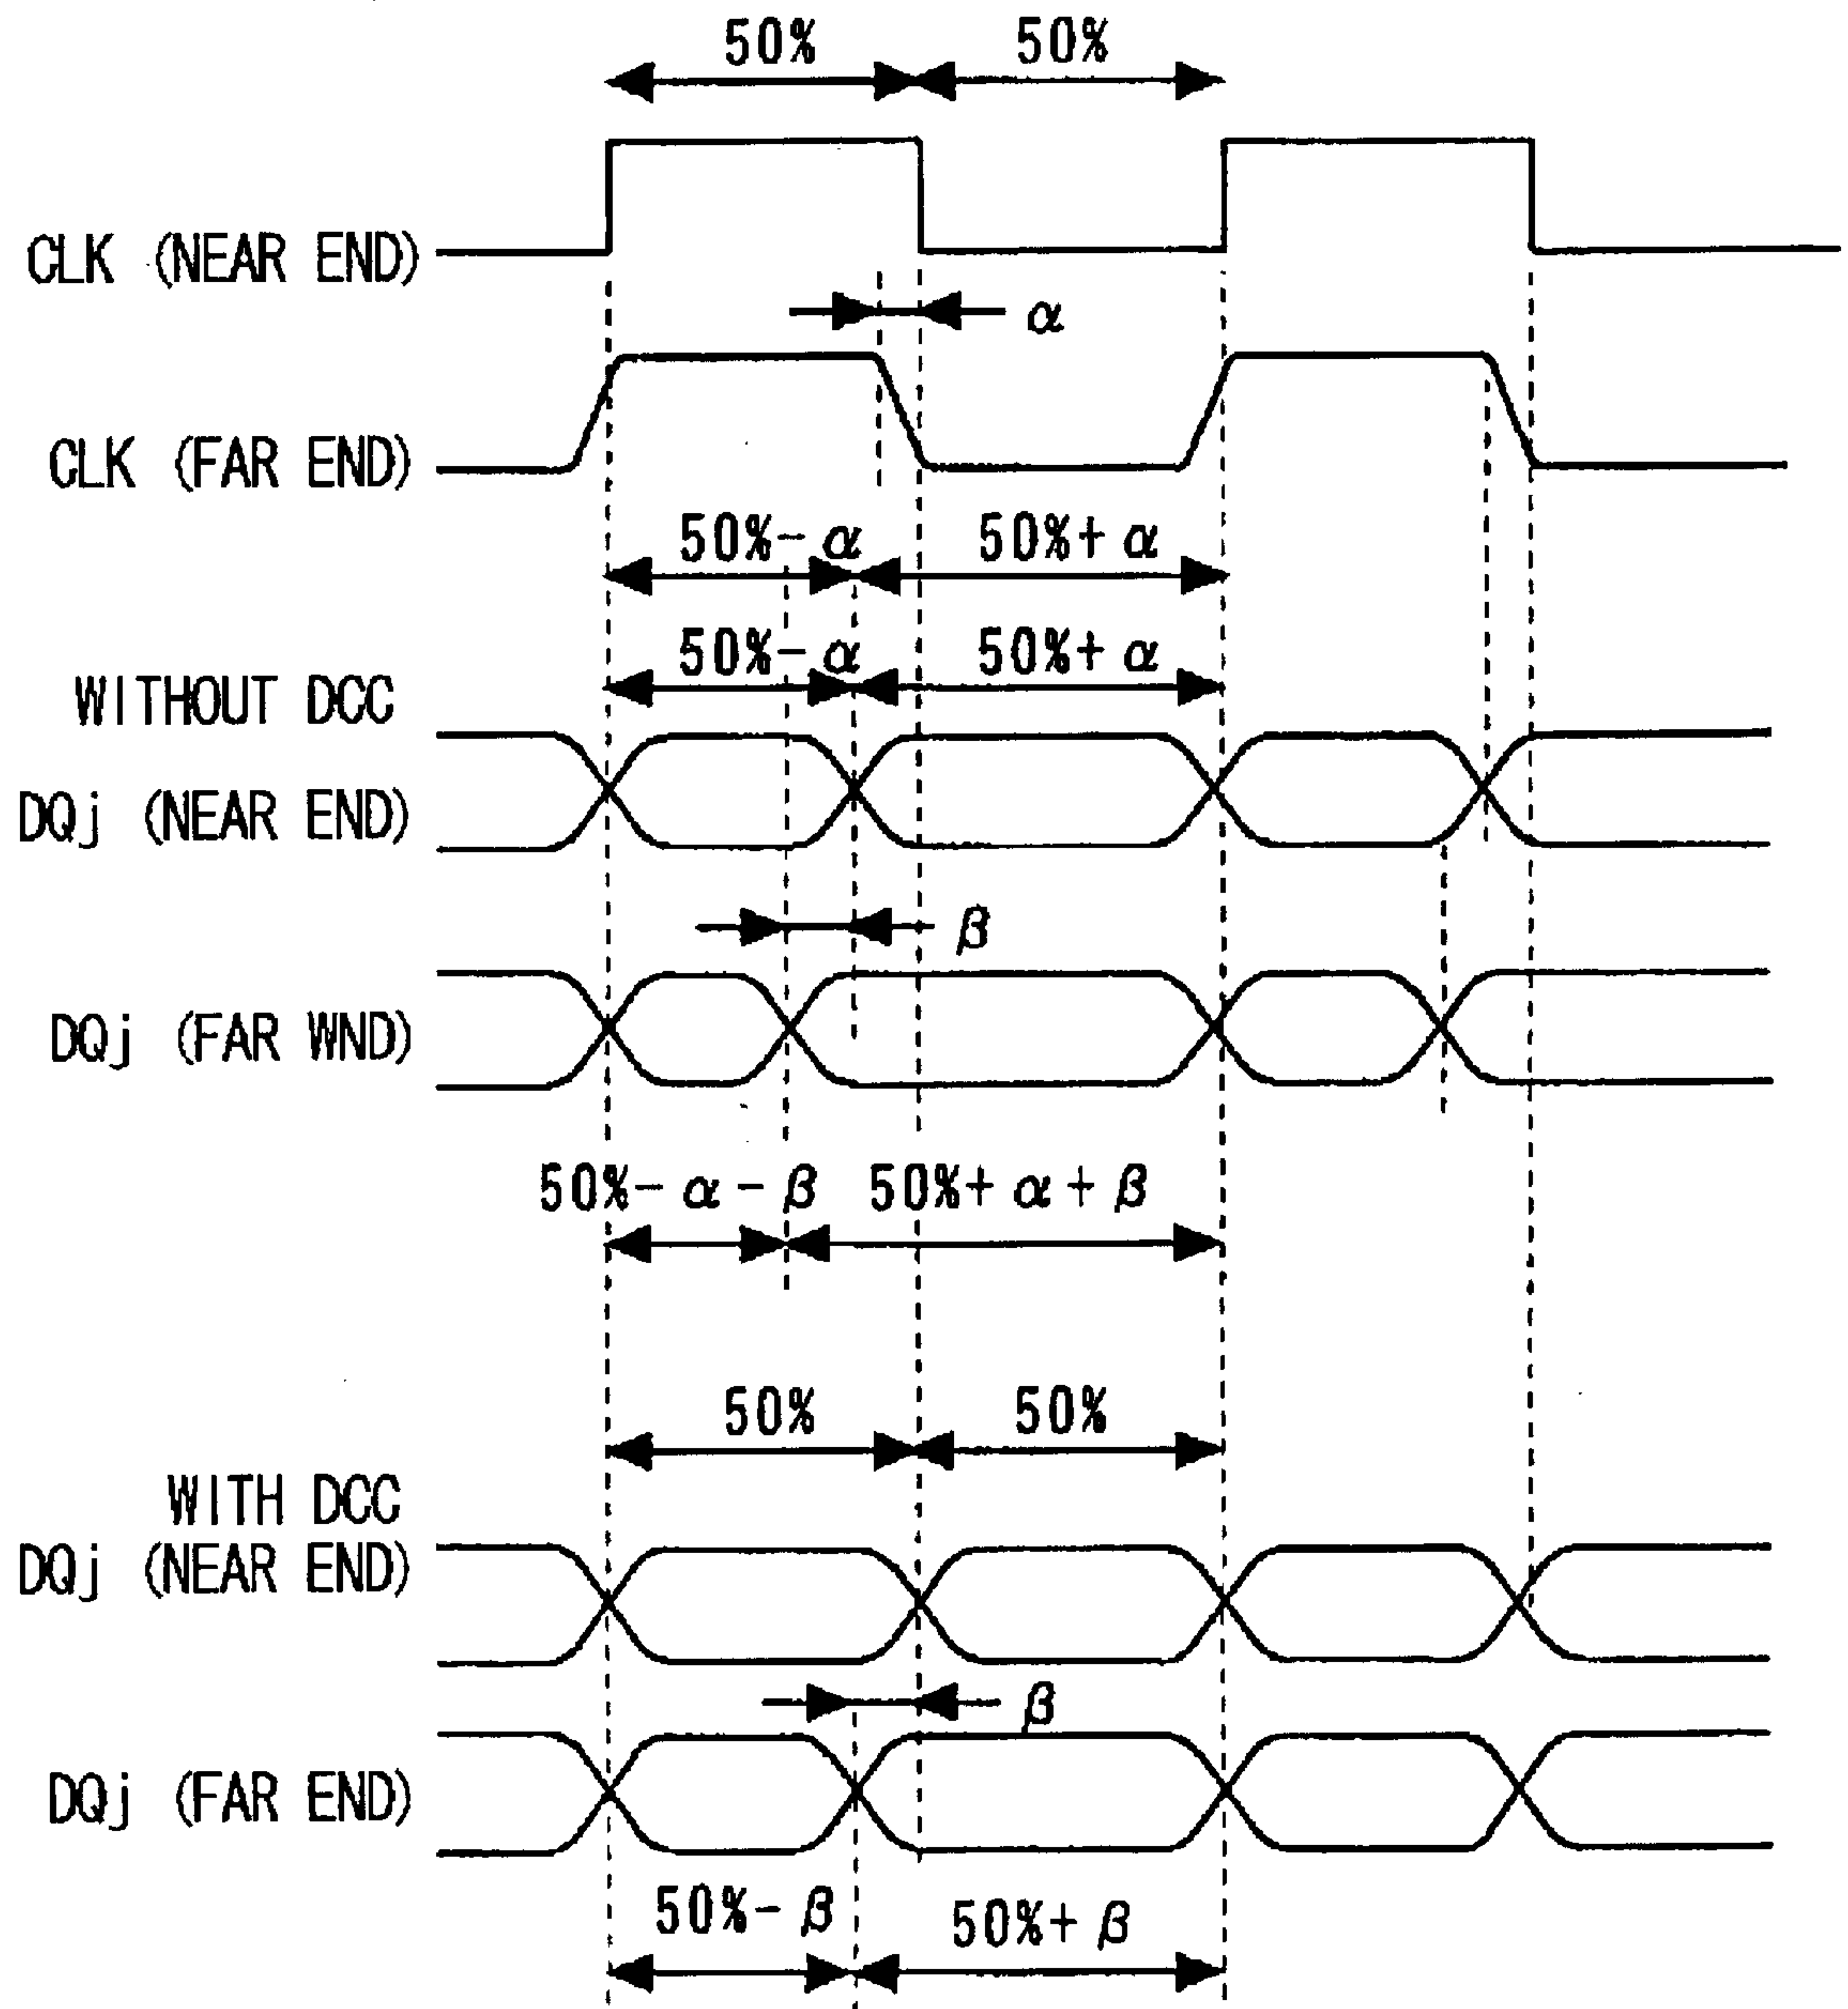 50% 50%
CLK (NEAR END)
α
CLK (FAR END)
50%- α 50%+ α
50%- α 50%+ α
WITHOUT DCC
DQj (NEAR END)
β
DQj (FAR WND)
50%- α - β 50%+ α + β
50% 50%
WITH DCC
DQj (NEAR END)
β
DQj (FAR END)
50%- β 50%+ β